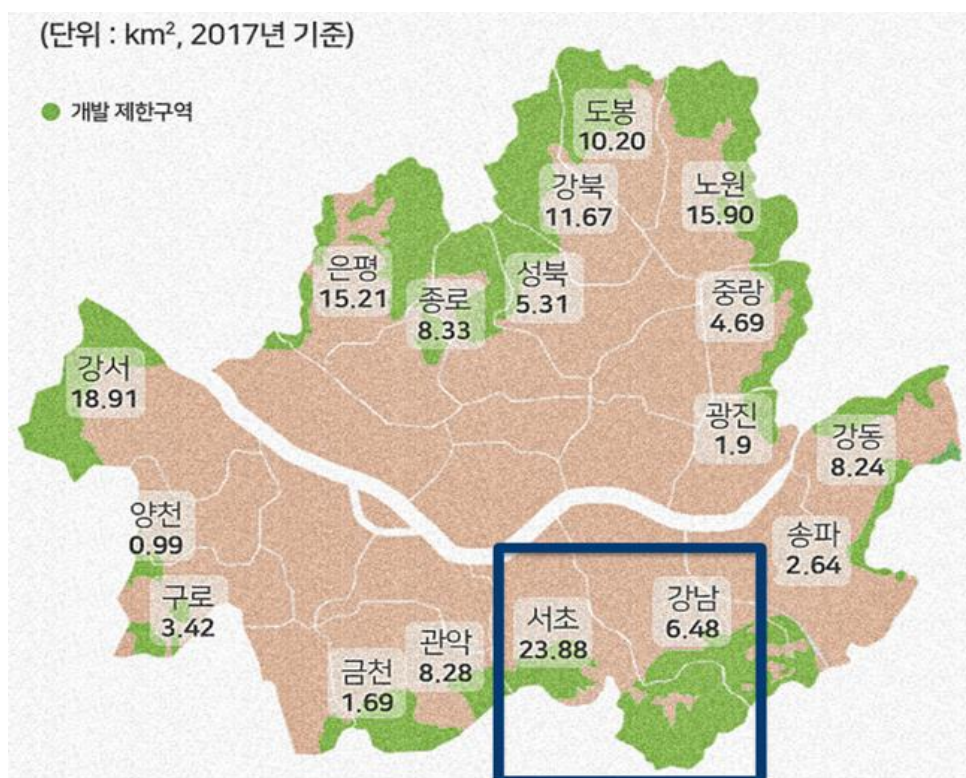 (단위 : km², 2017년 기준)
개발 제한구역
도봉
10.20
강북
11.67
노원
15.90
은평
15.21
종로
8.33
성북
5.31
중랑
4.69
강서
18.91
광진
1.9
강동
8.24
양천
0.99
송파
2.64
구로
3.42
서초
23.88
강남
6.48
관악
8.28
금천
1.69